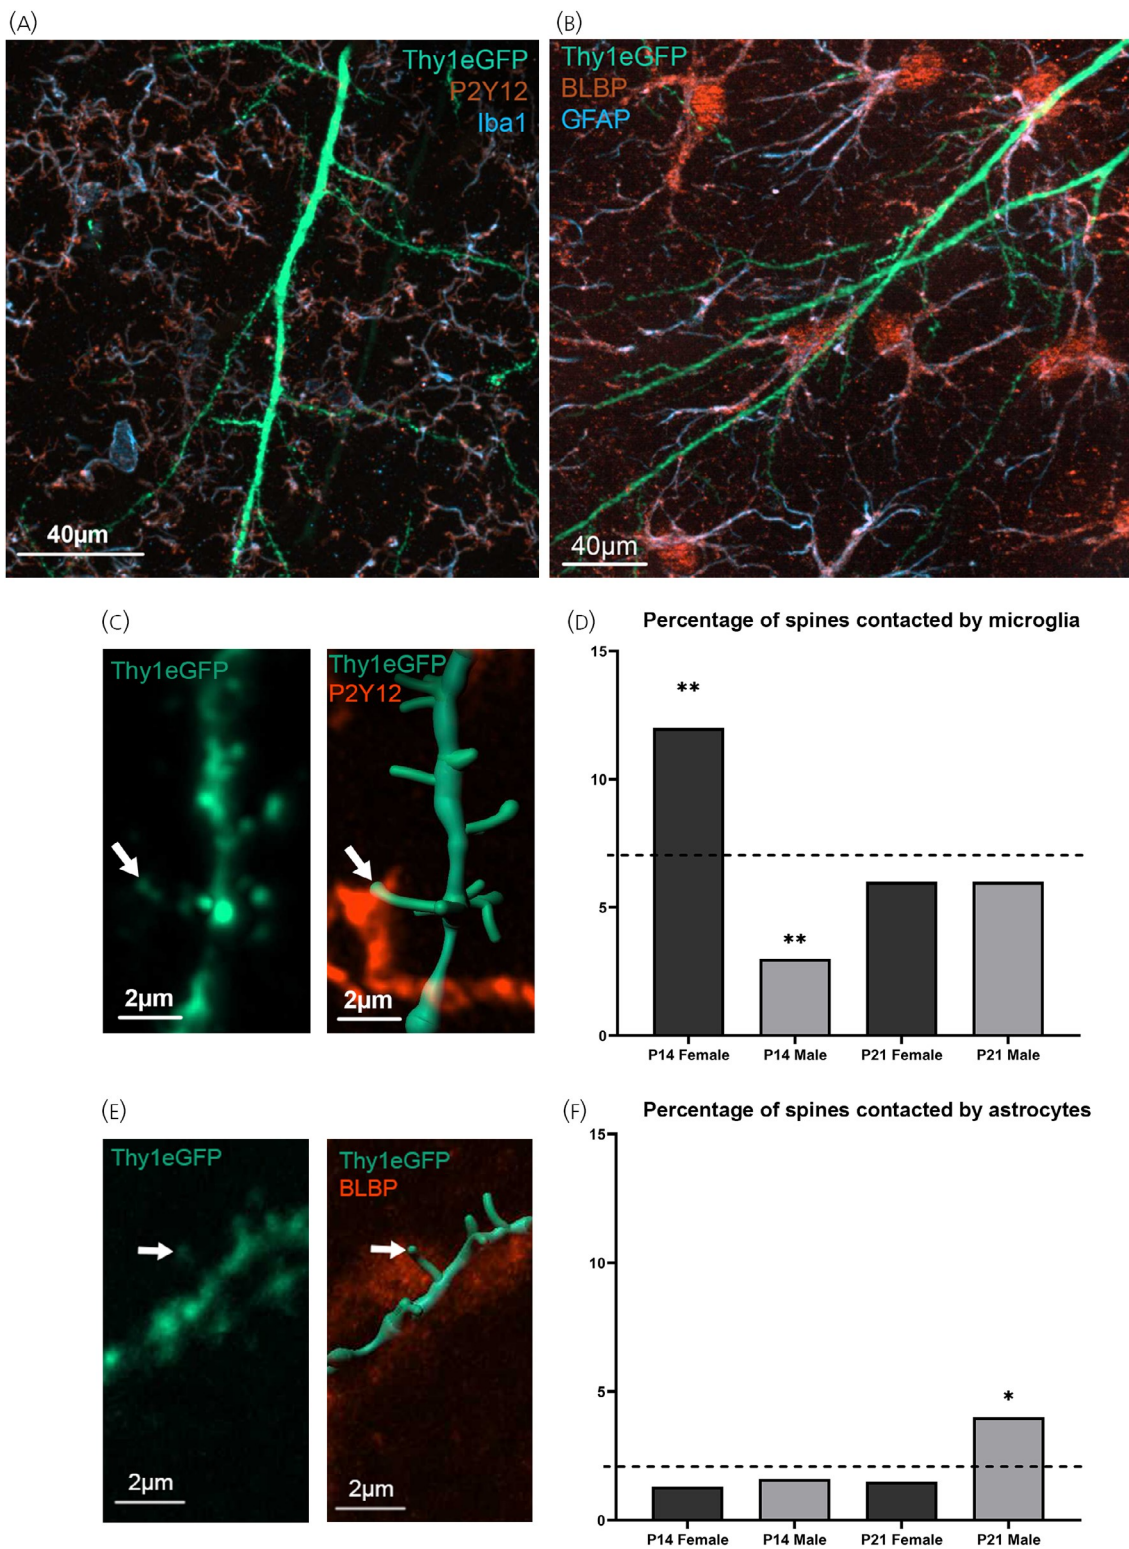 (A)
Thy1eGFP
P2Y12
Iba1
40µm
(B)
Thy1eGFP
BLBP
GFAP
40µm
(C)
Thy1eGFP
2µm
Thy1eGFP
P2Y12
2µm
(D)
Percentage of spines contacted by microglia
15
10
5
0
**
**
P14 Female
P14 Male
P21 Female
P21 Male
(E)
Thy1eGFP
2µm
Thy1eGFP
BLBP
2µm
(F)
Percentage of spines contacted by astrocytes
15
10
5
0
*
P14 Female
P14 Male
P21 Female
P21 Male